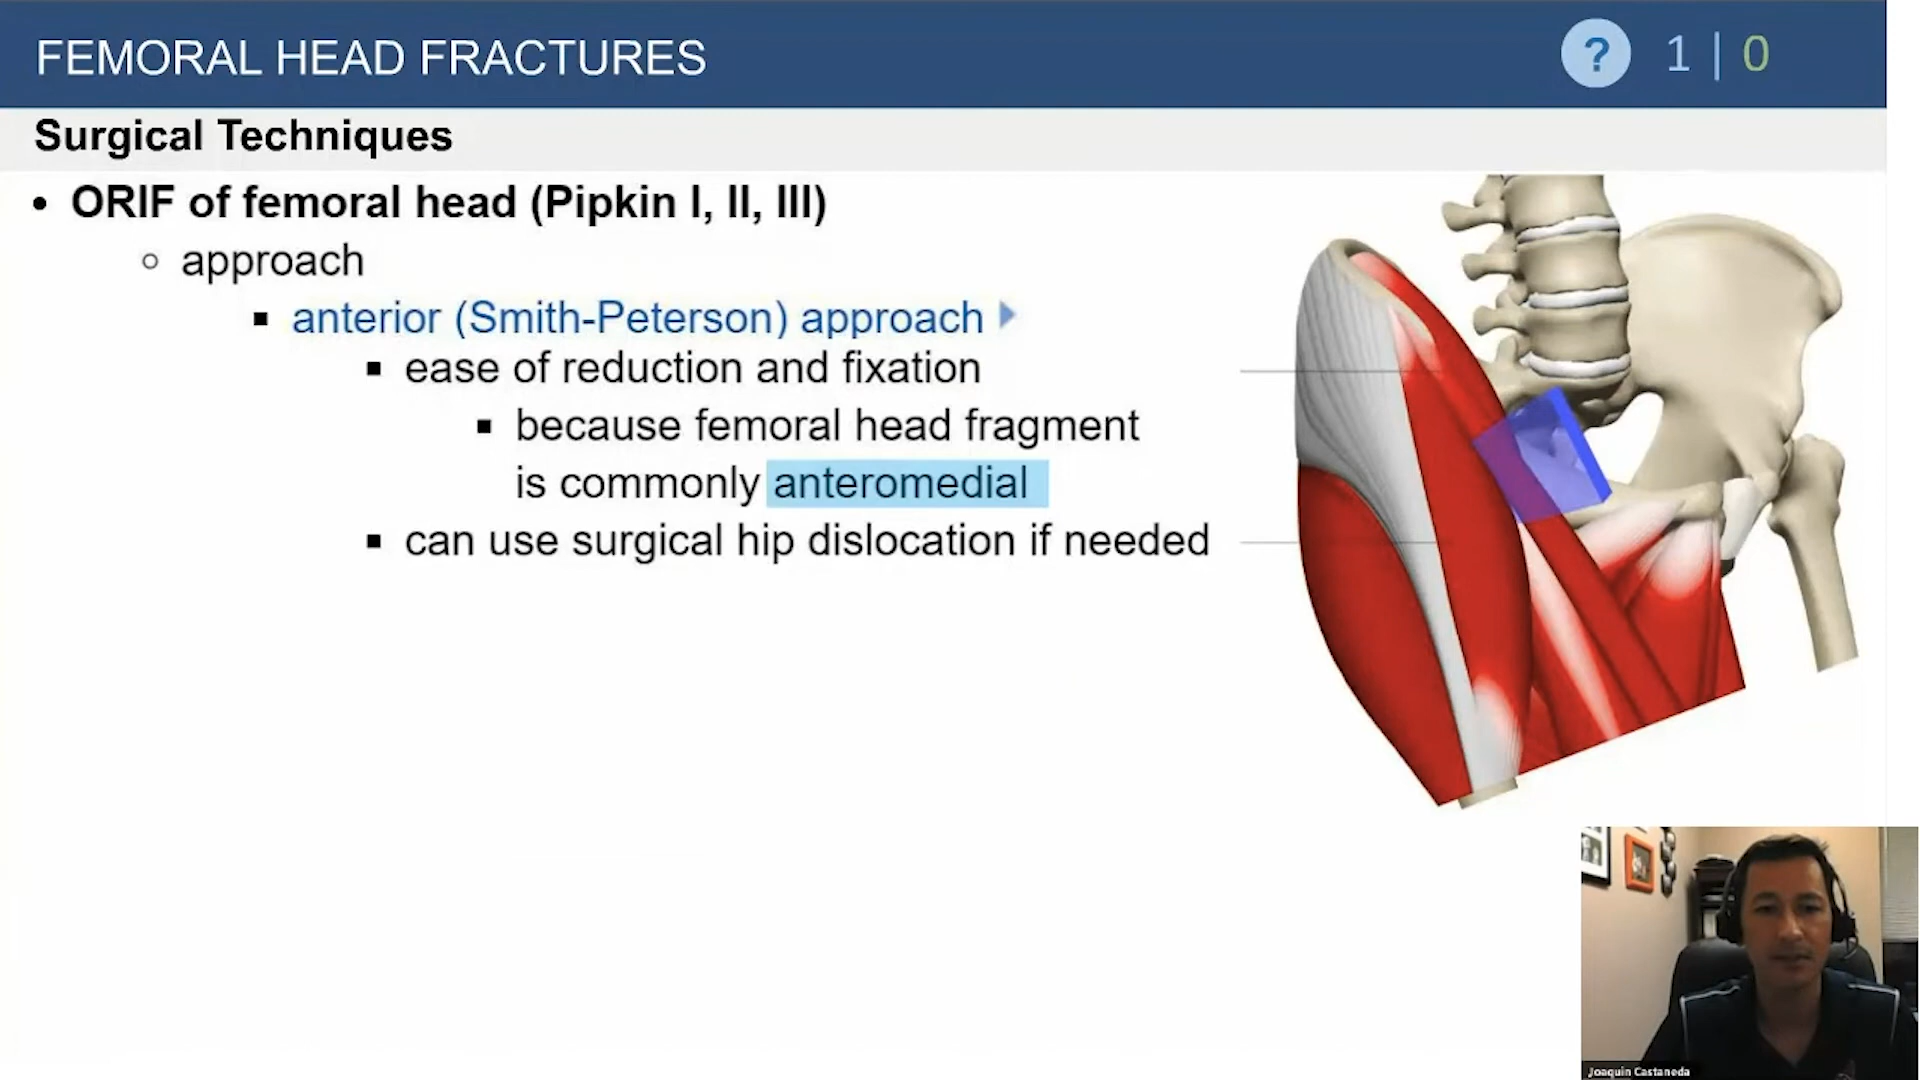 FEMORAL HEAD FRACTURES
? 1 | 0
Surgical Techniques
• ORIF of femoral head (Pipkin I, II, III)
○ approach
▪ anterior (Smith-Peterson) approach
▪ ease of reduction and fixation
▪ because femoral head fragment
is commonly anteromedial
▪ can use surgical hip dislocation if needed
Joaquin Castaneda